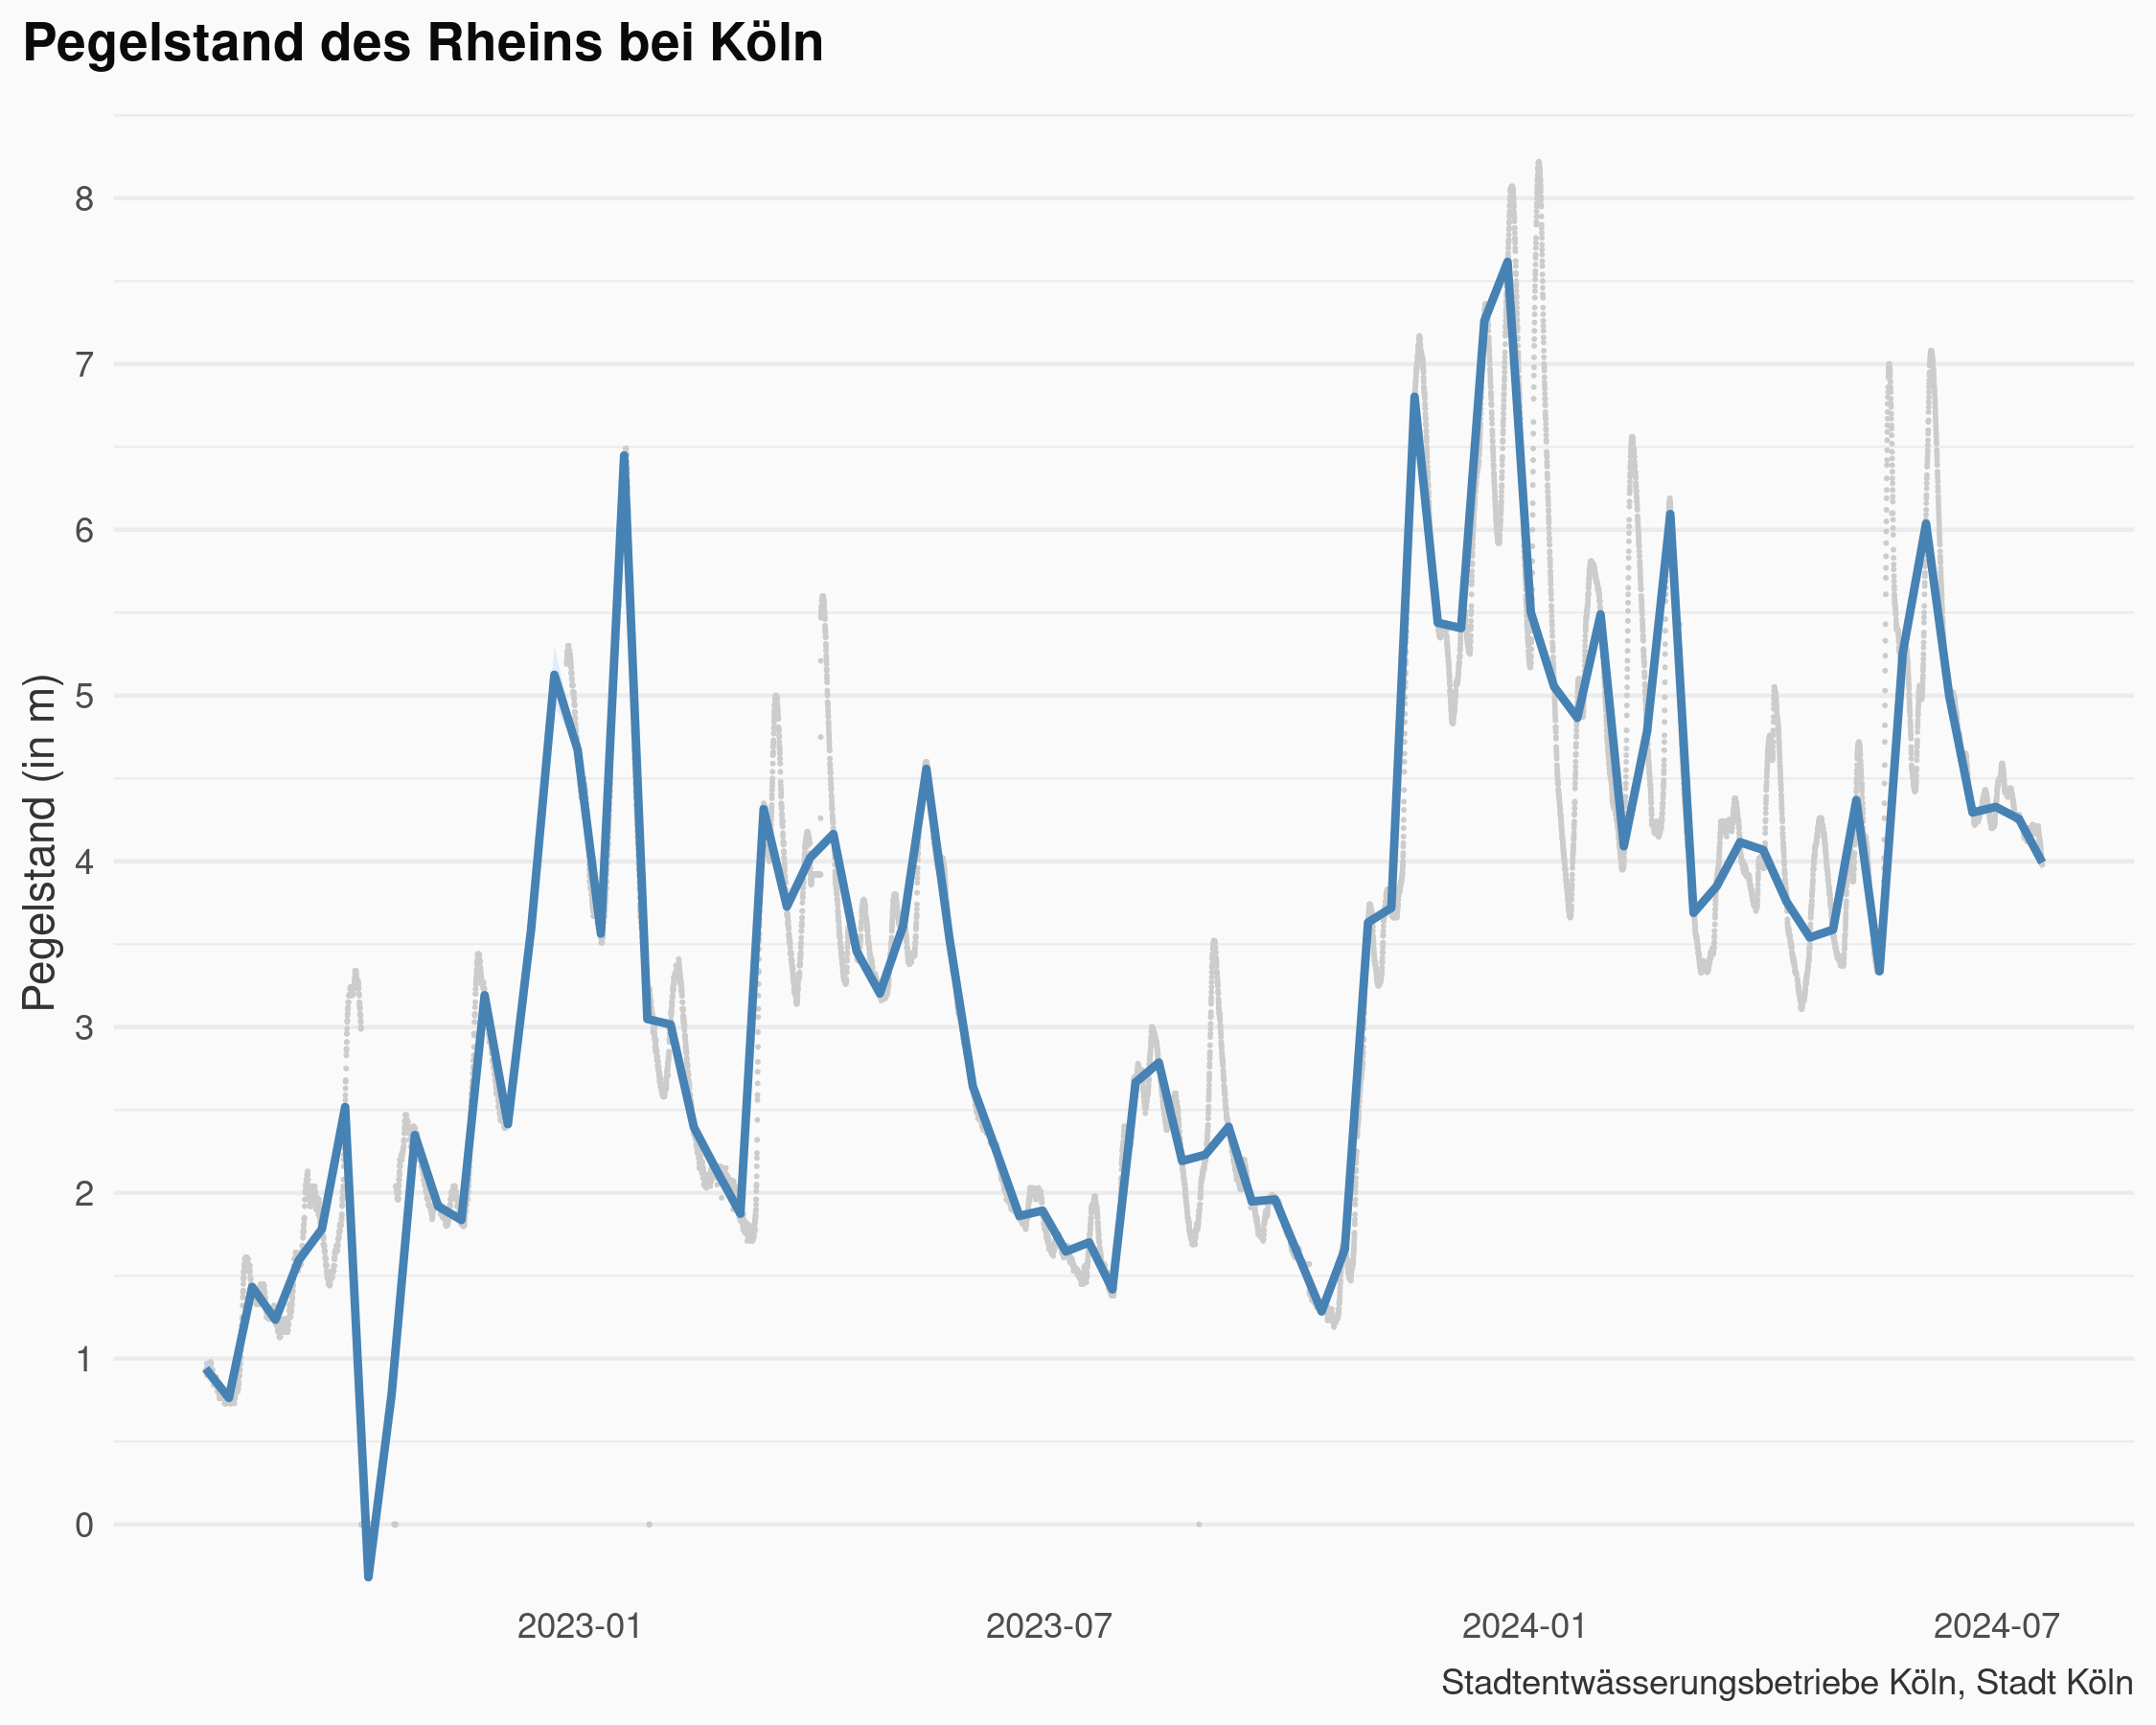 Pegelstand des Rheins bei Köln
Pegelstand (in m)
8
7
6
5
4
3
2
1
0
2023-01 2023-07 2024-01 2024-07
Stadtentwässerungsbetriebe Köln, Stadt Köln